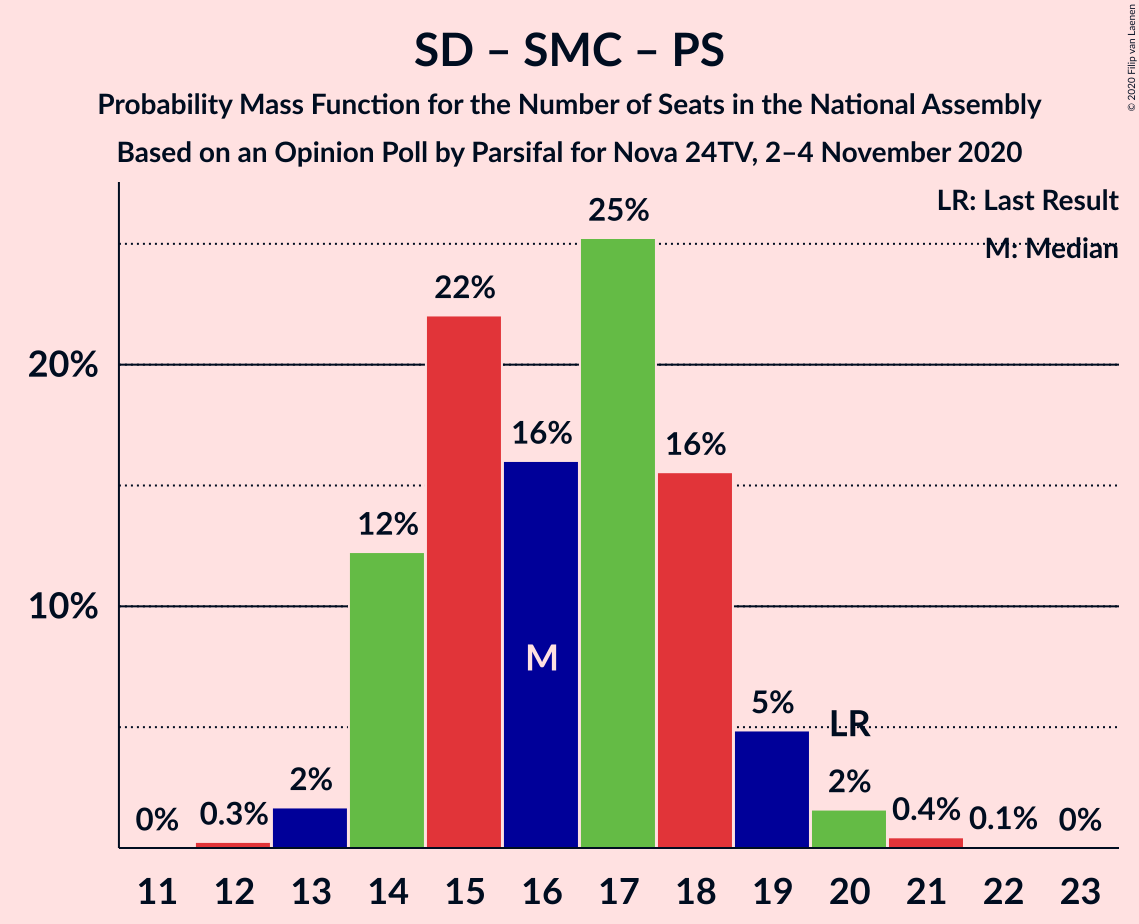 SD – SMC – PS
Probability Mass Function for the Number of Seats in the National Assembly
Based on an Opinion Poll by Parsifal for Nova 24TV, 2–4 November 2020
© 2020 Filip van Laenen
LR: Last Result
M: Median
25%
22%
20%
16%
16%
12%
10%
M
5%
LR
2%
2%
0%
0.3%
0.4%
0.1%
0%
11 12 13 14 15 16 17 18 19 20 21 22 23